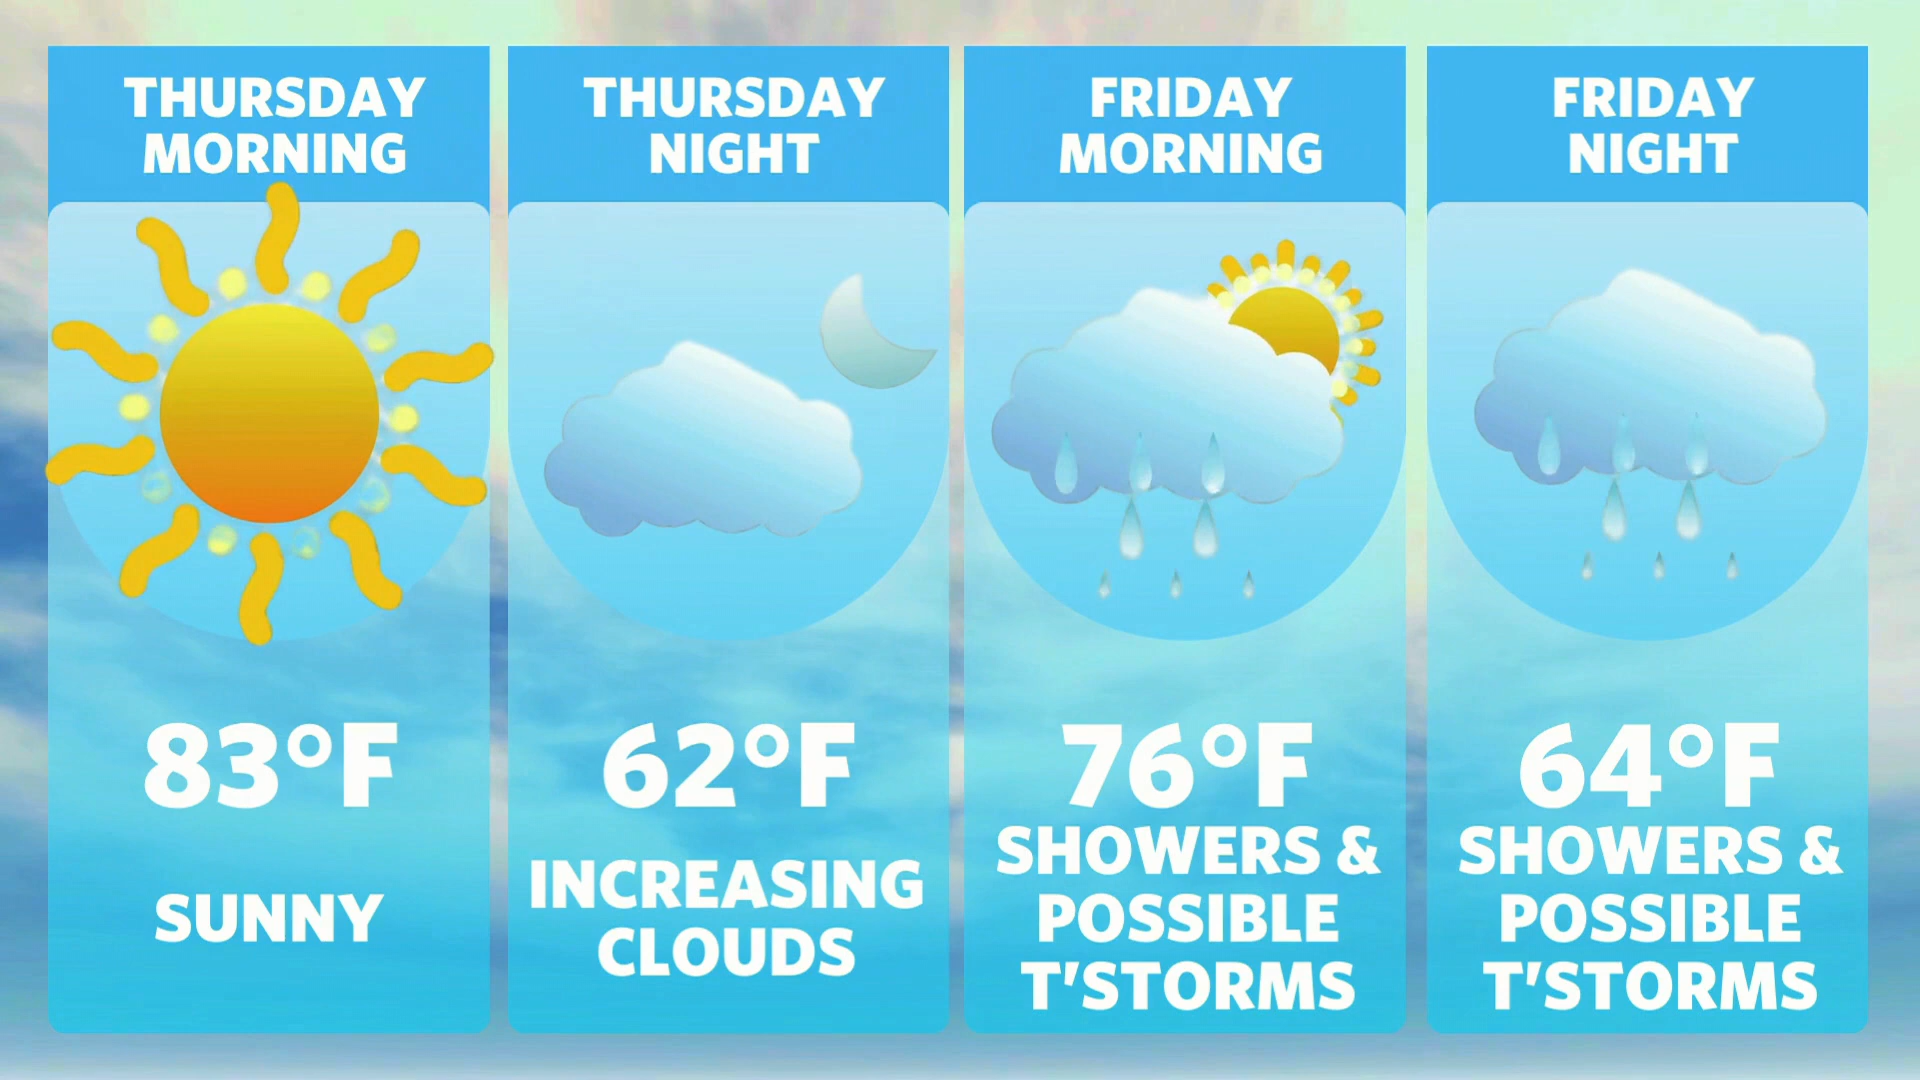 THURSDAY
MORNING
83°F
SUNNY
THURSDAY
NIGHT
62°F
INCREASING
CLOUDS
FRIDAY
MORNING
76°F
SHOWERS &
POSSIBLE
T'STORMS
FRIDAY
NIGHT
64°F
SHOWERS &
POSSIBLE
T'STORMS